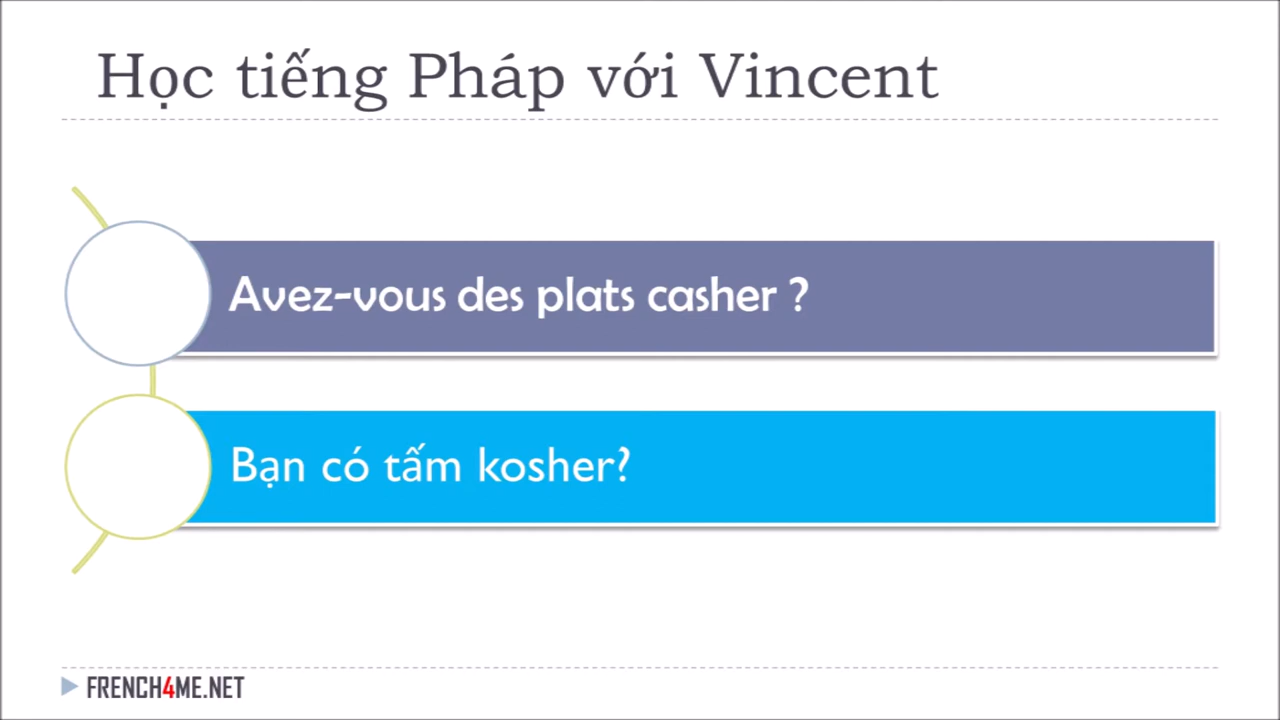 Học tiếng Pháp với Vincent
Avez-vous des plats casher ?
Bạn có tấm kosher?
FRENCH4ME.NET